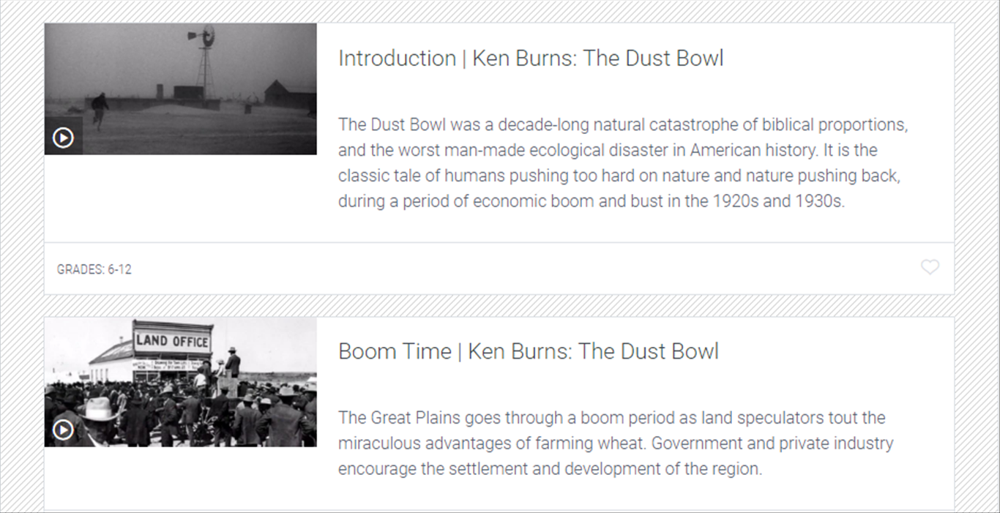 Introduction | Ken Burns: The Dust Bowl
The Dust Bowl was a decade-long natural catastrophe of biblical proportions,
and the worst man-made ecological disaster in American history. It is the
classic tale of humans pushing too hard on nature and nature pushing back,
during a period of economic boom and bust in the 1920s and 1930s.
GRADES: 6-12
LAND OFFICE
Boom Time | Ken Burns: The Dust Bowl
The Great Plains goes through a boom period as land speculators tout the
miraculous advantages of farming wheat. Government and private industry
encourage the settlement and development of the region.